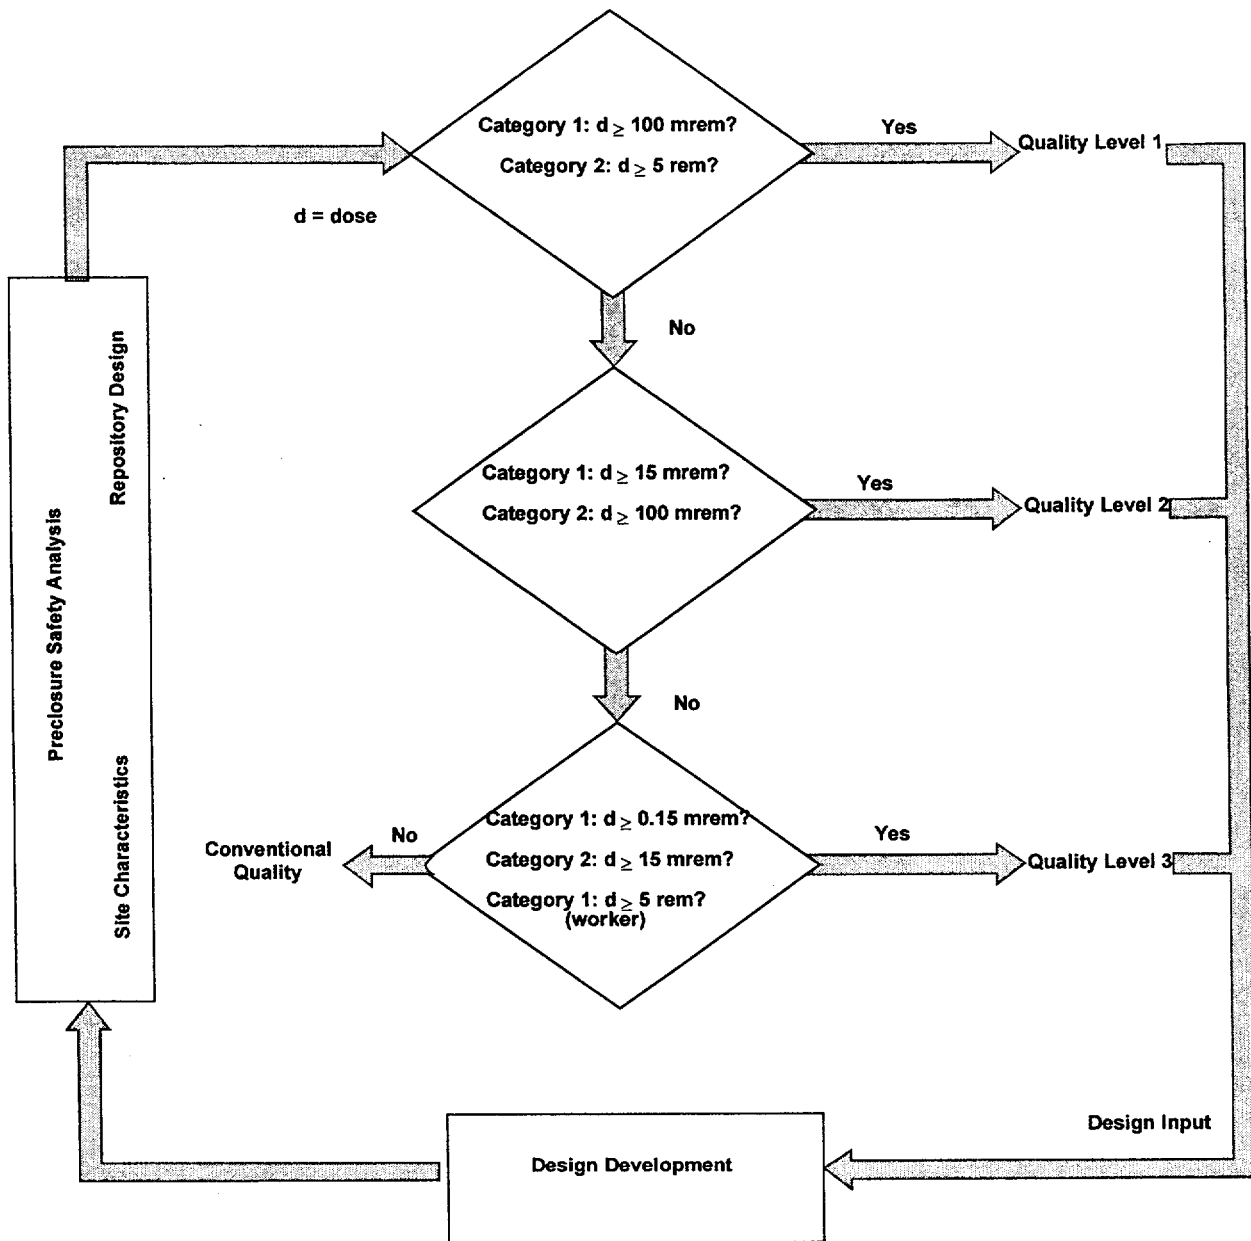 Category 1: d ≥ 100 mrem?
Category 2: d ≥ 5 rem?
Yes
Quality Level 1
d = dose
No
Preclosure Safety Analysis
Repository Design
Site Characteristics
Category 1: d ≥ 15 mrem?
Category 2: d ≥ 100 mrem?
Yes
Quality Level 2
No
Category 1: d ≥ 0.15 mrem?
Category 2: d ≥ 15 mrem?
Category 1: d ≥ 5 rem?
(worker)
No
Conventional
Quality
Yes
Quality Level 3
Design Input
Design Development